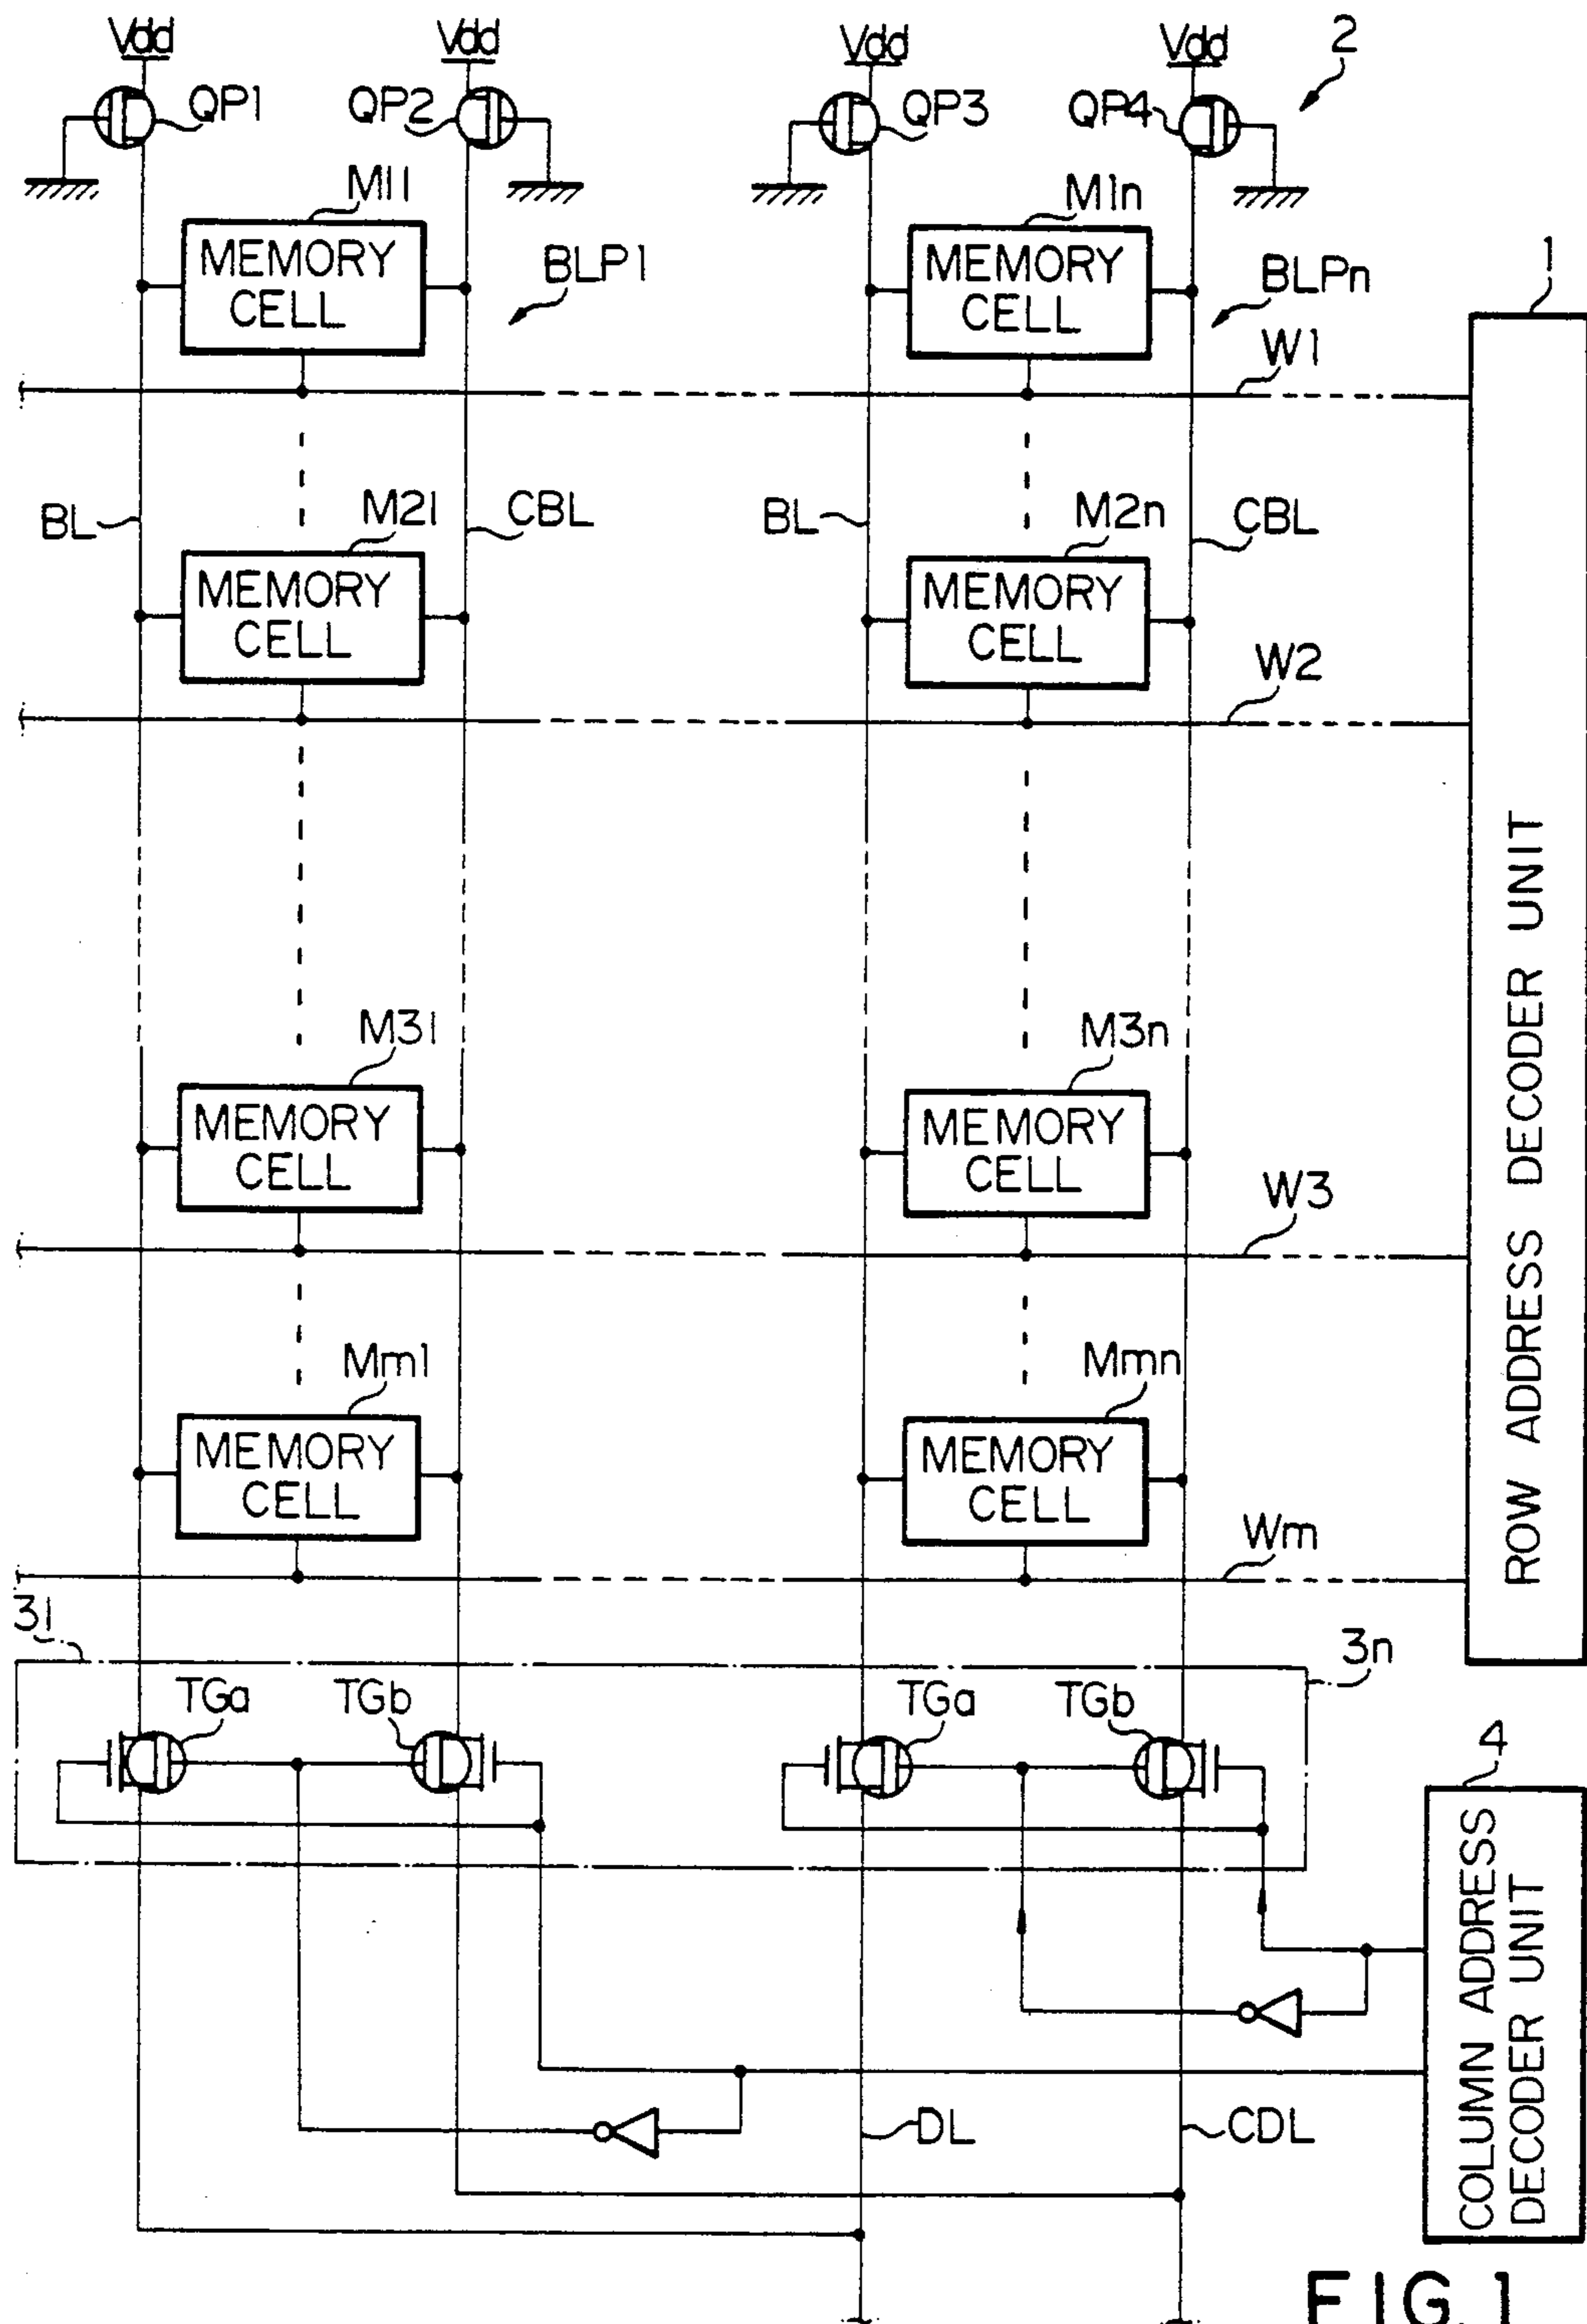 Vdd Vdd Vdd Vdd 2
QP1 QP2 QP3 QP4
M11 M1n
MEMORY
CELL
MEMORY
CELL
BLP1 BLPn 1
W1
BL M21 CBL BL M2n CBL
MEMORY
CELL
MEMORY
CELL
W2
ROW ADDRESS DECODER UNIT
M31 M3n
MEMORY
CELL
MEMORY
CELL
W3
Mm1 Mmn
MEMORY
CELL
MEMORY
CELL
Wm
31 3n
TGa TGb TGa TGb
4
COLUMN ADDRESS
DECODER UNIT
DL CDL
FIG. 1